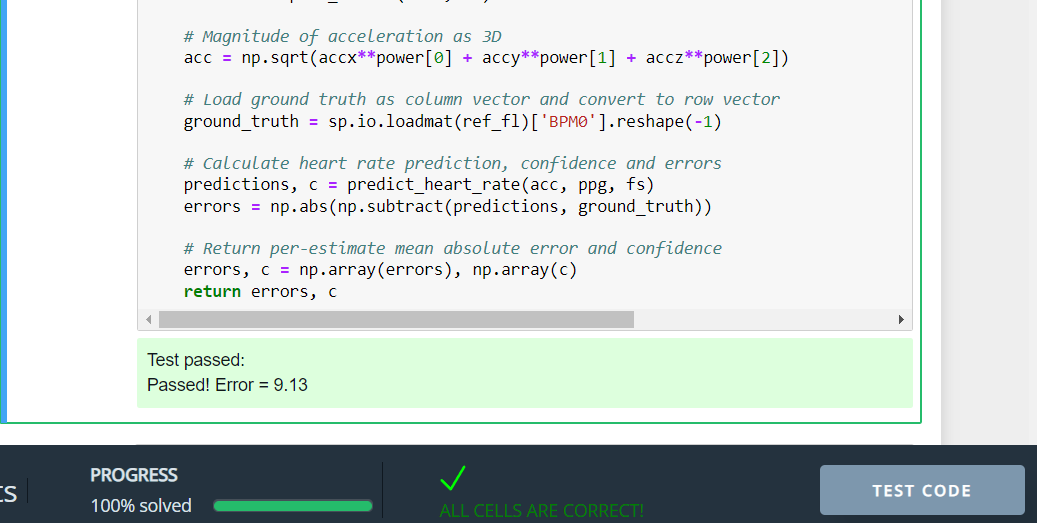 # Magnitude of acceleration as 3D
acc = np.sqrt(accx**power[0] + accy**power[1] + accz**power[2])
# Load ground truth as column vector and convert to row vector
ground_truth = sp.io.loadmat(ref_fl)['BPM0'].reshape(-1)
# Calculate heart rate prediction, confidence and errors
predictions, c = predict_heart_rate(acc, ppg, fs)
errors = np.abs(np.subtract(predictions, ground_truth))
# Return per-estimate mean absolute error and confidence
errors, c = np.array(errors), np.array(c)
return errors, c
Test passed:
Passed! Error = 9.13
ts
PROGRESS
100% solved
ALL CELLS ARE CORRECT!
TEST CODE